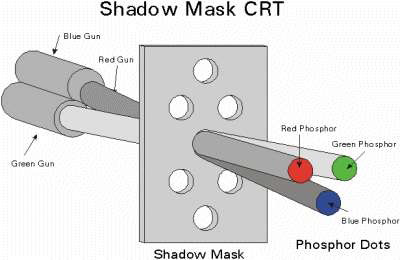 Shadow Mask CRT
Blue Gun
Red Gun
Red Phosphor
Green Phosphor
Green Gun
Blue Phosphor
Phosphor Dots
Shadow Mask